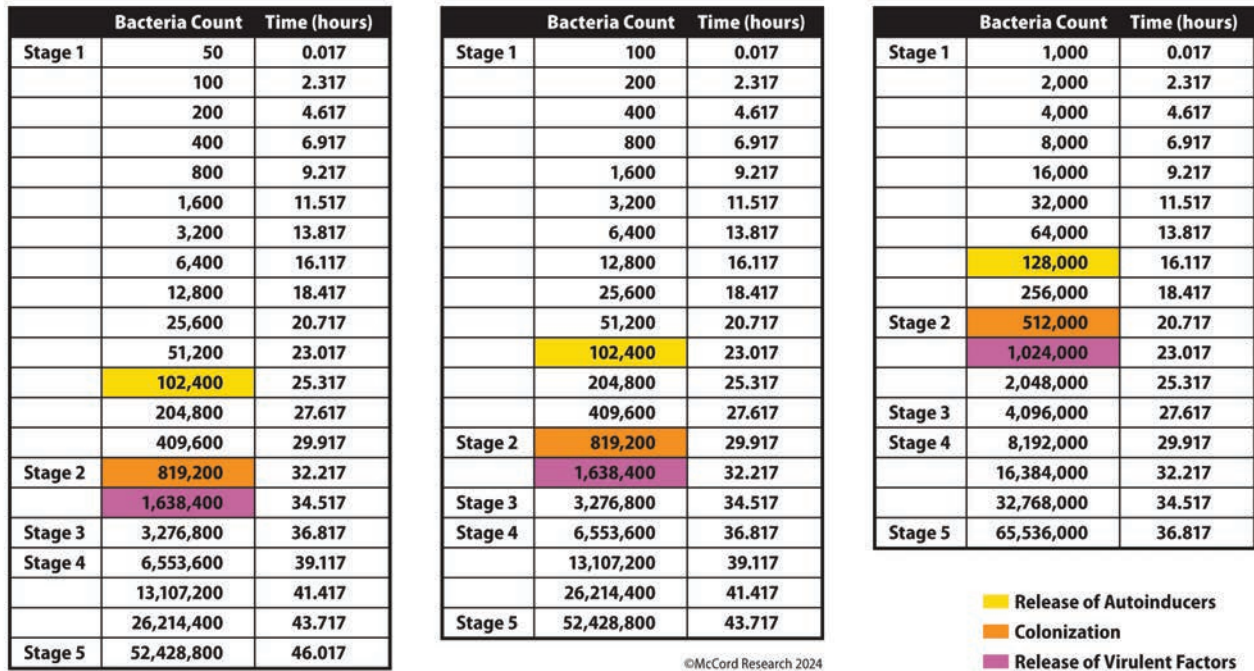 Bacteria Count Time (hours)
Stage 1 50 0.017
100 2.317
200 4.617
400 6.917
800 9.217
1,600 11.517
3,200 13.817
6,400 16.117
12,800 18.417
25,600 20.717
51,200 23.017
102,400 25.317
204,800 27.617
409,600 29.917
Stage 2 819,200 32.217
1,638,400 34.517
Stage 3 3,276,800 36.817
Stage 4 6,553,600 39.117
13,107,200 41.417
26,214,400 43.717
Stage 5 52,428,800 46.017
Bacteria Count Time (hours)
Stage 1 100 0.017
200 2.317
400 4.617
800 6.917
1,600 9.217
3,200 11.517
6,400 13.817
12,800 16.117
25,600 18.417
51,200 20.717
102,400 23.017
204,800 25.317
409,600 27.617
Stage 2 819,200 29.917
1,638,400 32.217
Stage 3 3,276,800 34.517
Stage 4 6,553,600 36.817
13,107,200 39.117
26,214,400 41.417
Stage 5 52,428,800 43.717
©McCord Research 2024
Bacteria Count Time (hours)
Stage 1 1,000 0.017
2,000 2.317
4,000 4.617
8,000 6.917
16,000 9.217
32,000 11.517
64,000 13.817
128,000 16.117
256,000 18.417
Stage 2 512,000 20.717
1,024,000 23.017
2,048,000 25.317
Stage 3 4,096,000 27.617
Stage 4 8,192,000 29.917
16,384,000 32.217
32,768,000 34.517
Stage 5 65,536,000 36.817
Release of Autoinducers
Colonization
Release of Virulent Factors